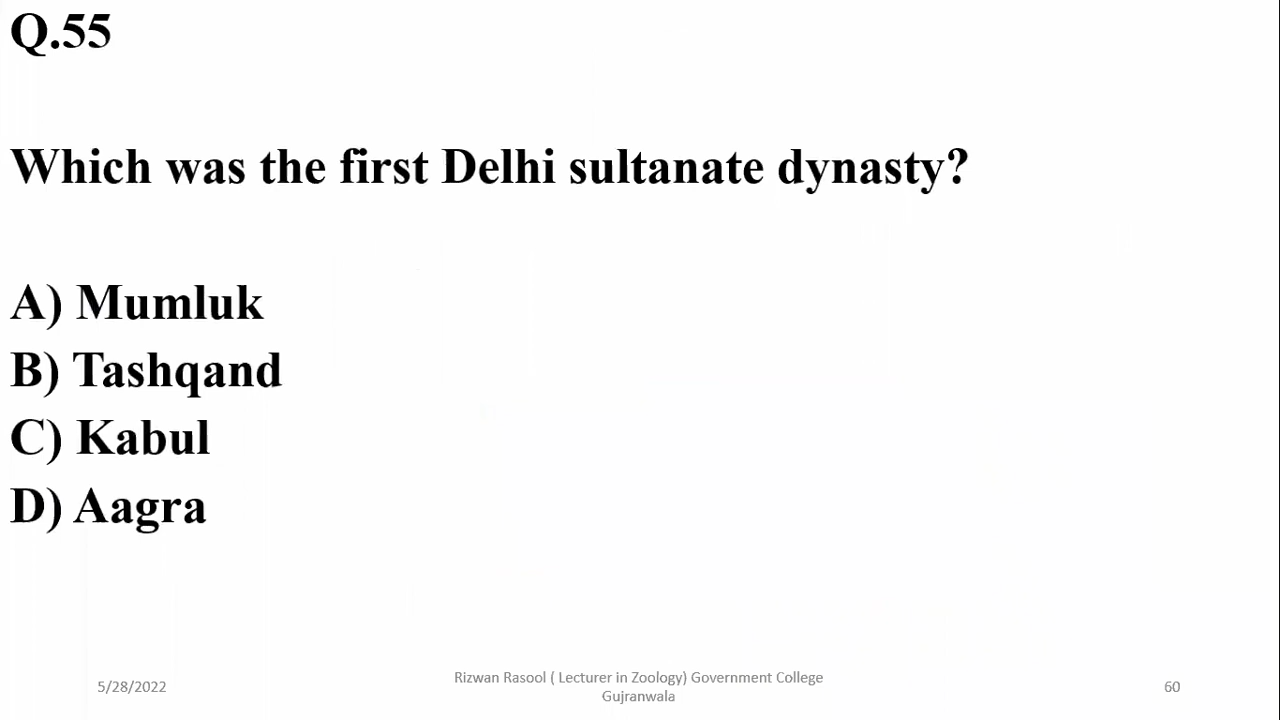 Q.55
Which was the first Delhi sultanate dynasty?
A) Mumluk
B) Tashqand
C) Kabul
D) Aagra
5/28/2022
Rizwan Rasool ( Lecturer in Zoology) Government College
Gujranwala
60